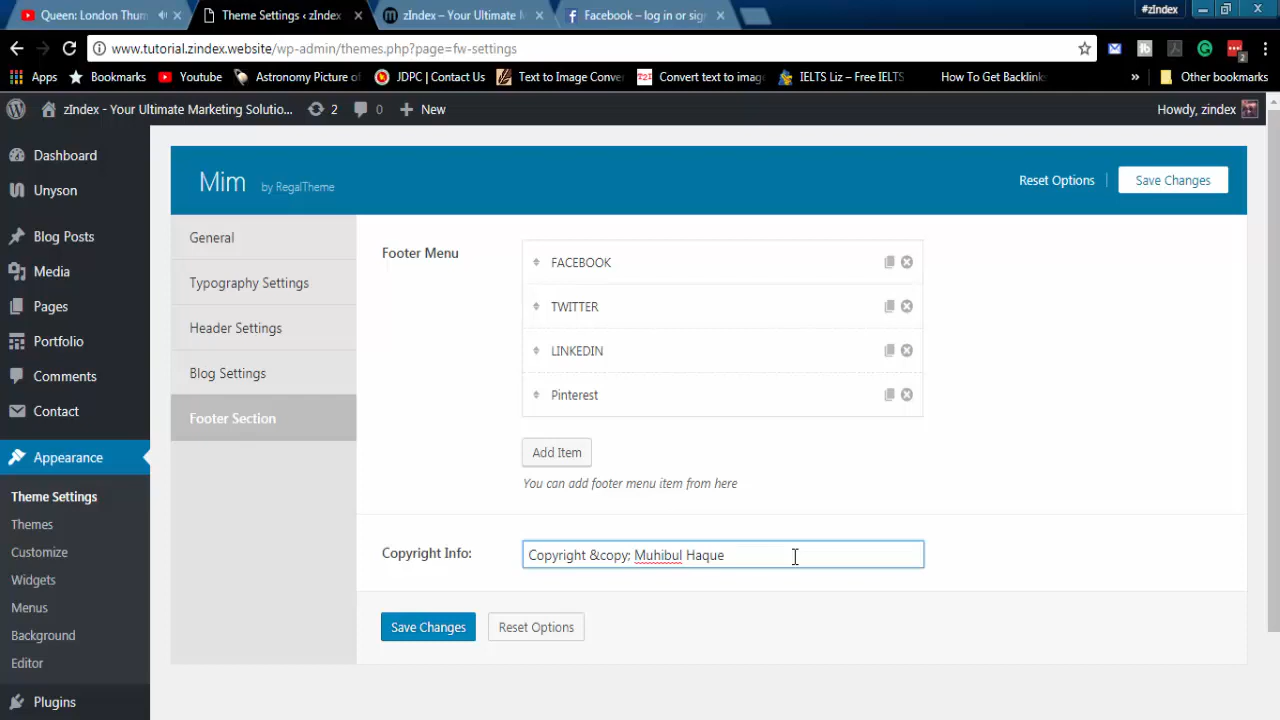 Queen: London Thum
Theme Settings ‹ zIndex
zIndex – Your Ultimate M
Facebook – log in or sig
#zIndex
www.tutorial.zindex.website/wp-admin/themes.php?page=fw-settings
2
Apps
Bookmarks
Youtube
Astronomy Picture of
JDPC | Contact Us
Text to Image Conver
T2I
Convert text to imag
IELTS Liz – Free IELTS
How To Get Backlinks
»
Other bookmarks
zIndex - Your Ultimate Marketing Solutio...
2
0
New
Howdy, zindex
Dashboard
Unyson
Blog Posts
Media
Pages
Portfolio
Comments
Contact
Appearance
Theme Settings
Themes
Customize
Widgets
Menus
Background
Editor
Plugins
Mim by RegalTheme
Reset Options
Save Changes
General
Typography Settings
Header Settings
Blog Settings
Footer Section
Footer Menu
FACEBOOK
TWITTER
LINKEDIN
Pinterest
Add Item
You can add footer menu item from here
Copyright Info:
Copyright &copy; Muhibul Haque
Save Changes
Reset Options